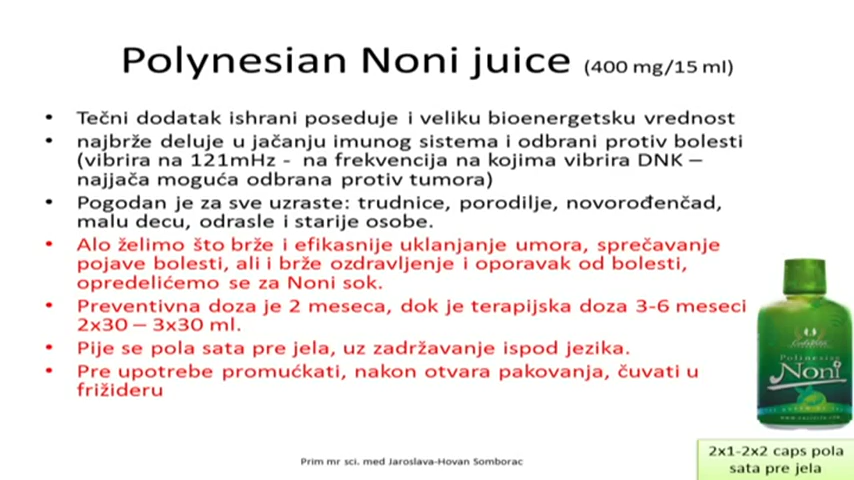 Polynesian Noni juice (400 mg/15 ml)
• Tečni dodatak ishrani poseduje i veliku bioenergetsku vrednost
• najbrže deluje u jačanju imunog sistema i odbrani protiv bolesti
(vibrira na 121mHz - na frekvencija na kojima vibrira DNK –
najjača moguća odbrana protiv tumora)
• Pogodan je za sve uzraste: trudnice, porodilje, novorođenčad,
malu decu, odrasle i starije osobe.
• Alo želimo što brže i efikasnije uklanjanje umora, sprečavanje
pojave bolesti, ali i brže ozdravljenje i oporavak od bolesti,
opredelićemo se za Noni sok.
• Preventivna doza je 2 meseca, dok je terapijska doza 3-6 meseci
2x30 – 3x30 ml.
• Pije se pola sata pre jela, uz zadržavanje ispod jezika.
• Pre upotrebe promućkati, nakon otvara pakovanja, čuvati u
frižideru
Polynesian
Noni
2x1-2x2 caps pola
sata pre jela
Prim mr sci. med Jaroslava-Hovan Somborac